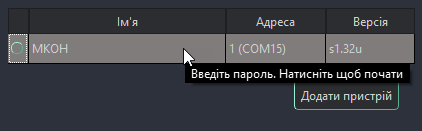 Ім'я Адреса Версія
МКОН 1 (COM15) s1.32u
Введіть пароль. Натисніть щоб почати
Додати пристрій